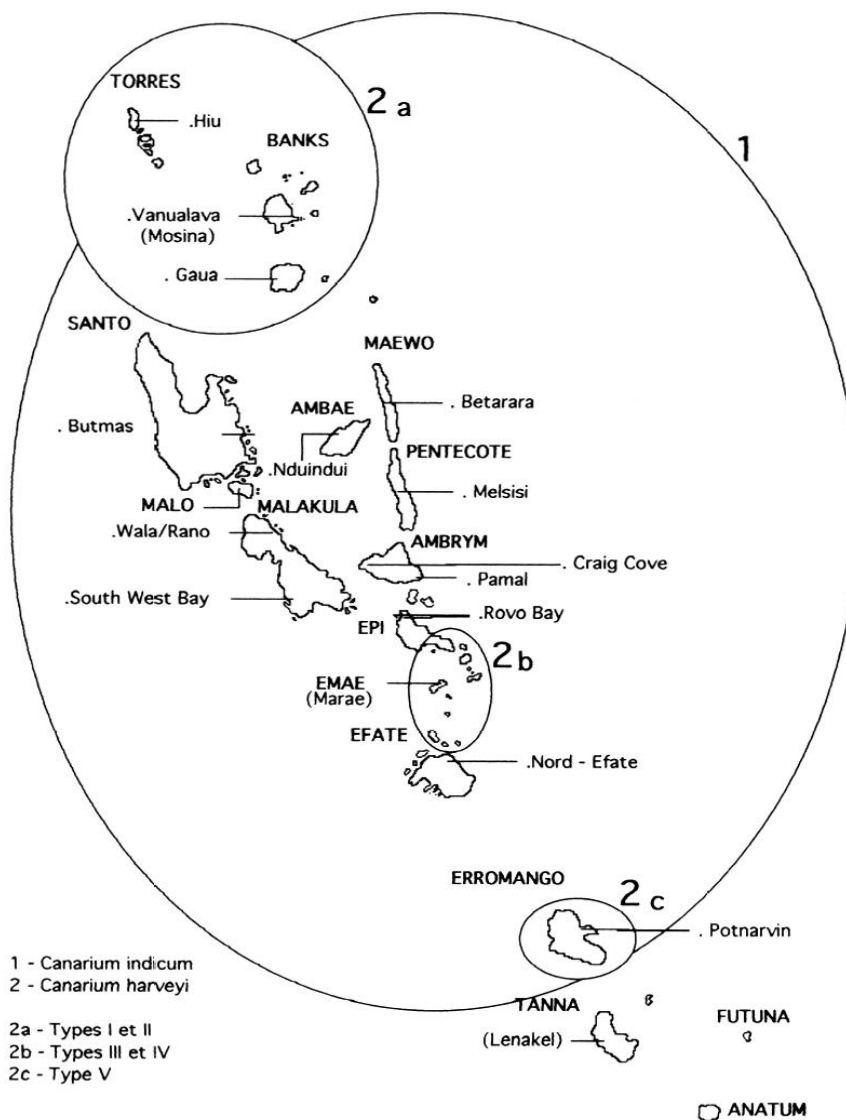 TORRES
2a
.Hiu
1
BANKS
.Vanualava
(Mosina)
. Gaua
SANTO
MAEWO
AMBAE
. Betarara
. Butmas
PENTECOTE
.Nduindui
. Melsisi
MALO
MALAKULA
.Wala/Rano
AMBRYM
. Craig Cove
. Pamal
.South West Bay
.Rovo Bay
EPI
2b
EMAE
(Marae)
EFATE
.Nord - Efate
ERROMANGO
2c
. Potnarvin
1 - Canarium indicum
2 - Canarium harveyi
TANNA
FUTUNA
2a - Types I et II
(Lenakel)
2b - Types III et IV
2c - Type V
ANATUM